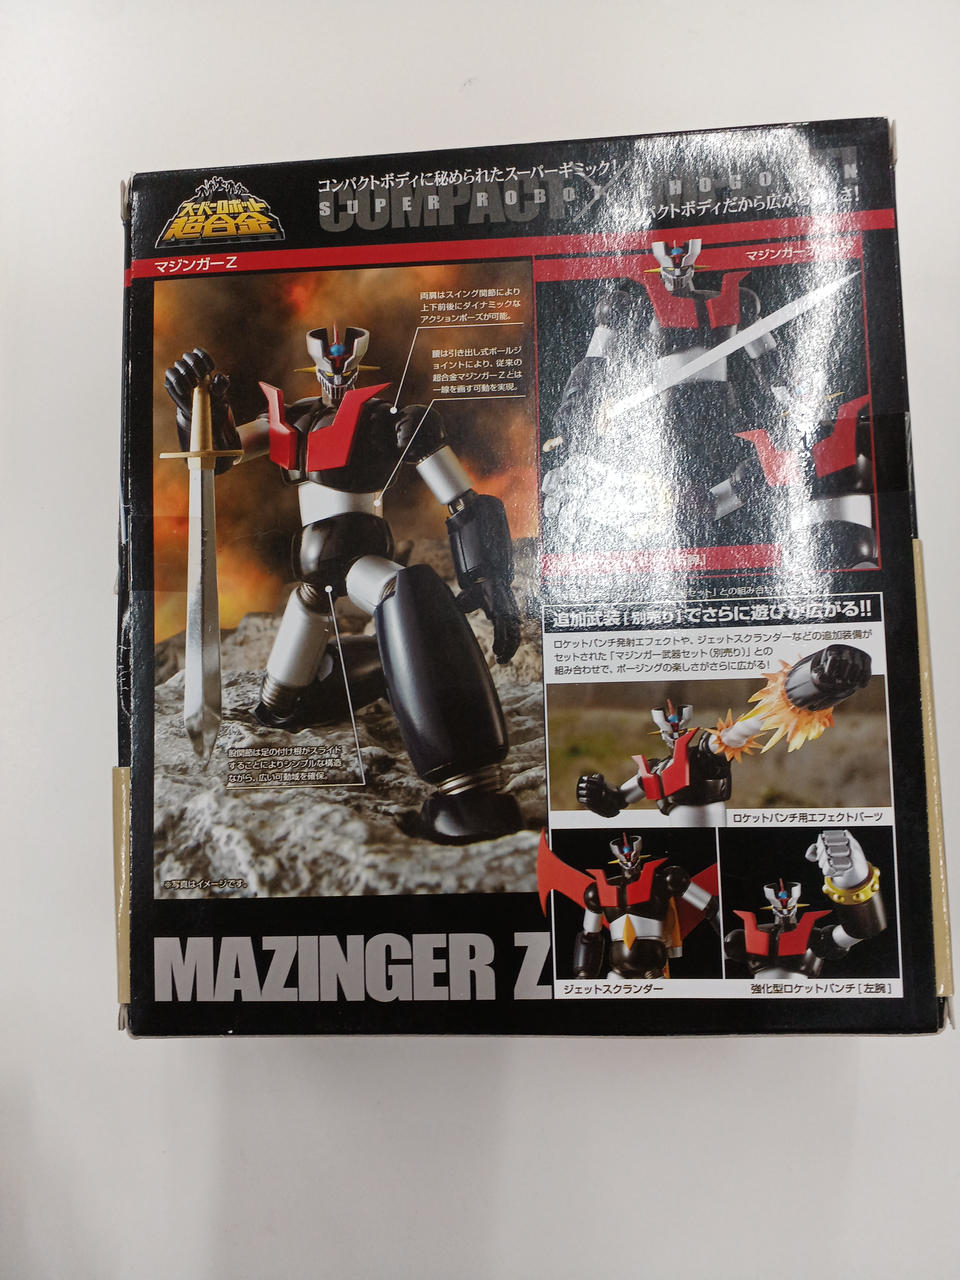 スーパーロボット
超合金
コンパクトボディに秘められたスーパーギミック!
COMPACT
SUPER ROBOT
パクトボディだから広が
さ!
マジンガーZ
マジンガー
両肩はスイング関節により
上下前後にダイナミックな
アクションポーズが可能。
腰は引き出し式ボールジ
ョイントにより、従来の
超合金マジンガーZとは
一線を画す可動を実現。
股関節は足の付け根がスライド
することによりシンプルな構造
ながら、広い可動域を確保。
※写真はイメージです。
MAZINGER Z
セット」との組み合わ
追加武装[別売り]でさらに遊びが広がる!!
ロケットパンチ発射エフェクトや、ジェットスクランダーなどの追加装備が
セットされた「マジンガー武器セット(別売り)」との
組み合わせで、ポージングの楽しさがさらに広がる!
ロケットパンチ用エフェクトパーツ
ジェットスクランダー
強化型ロケットパンチ[左腕]